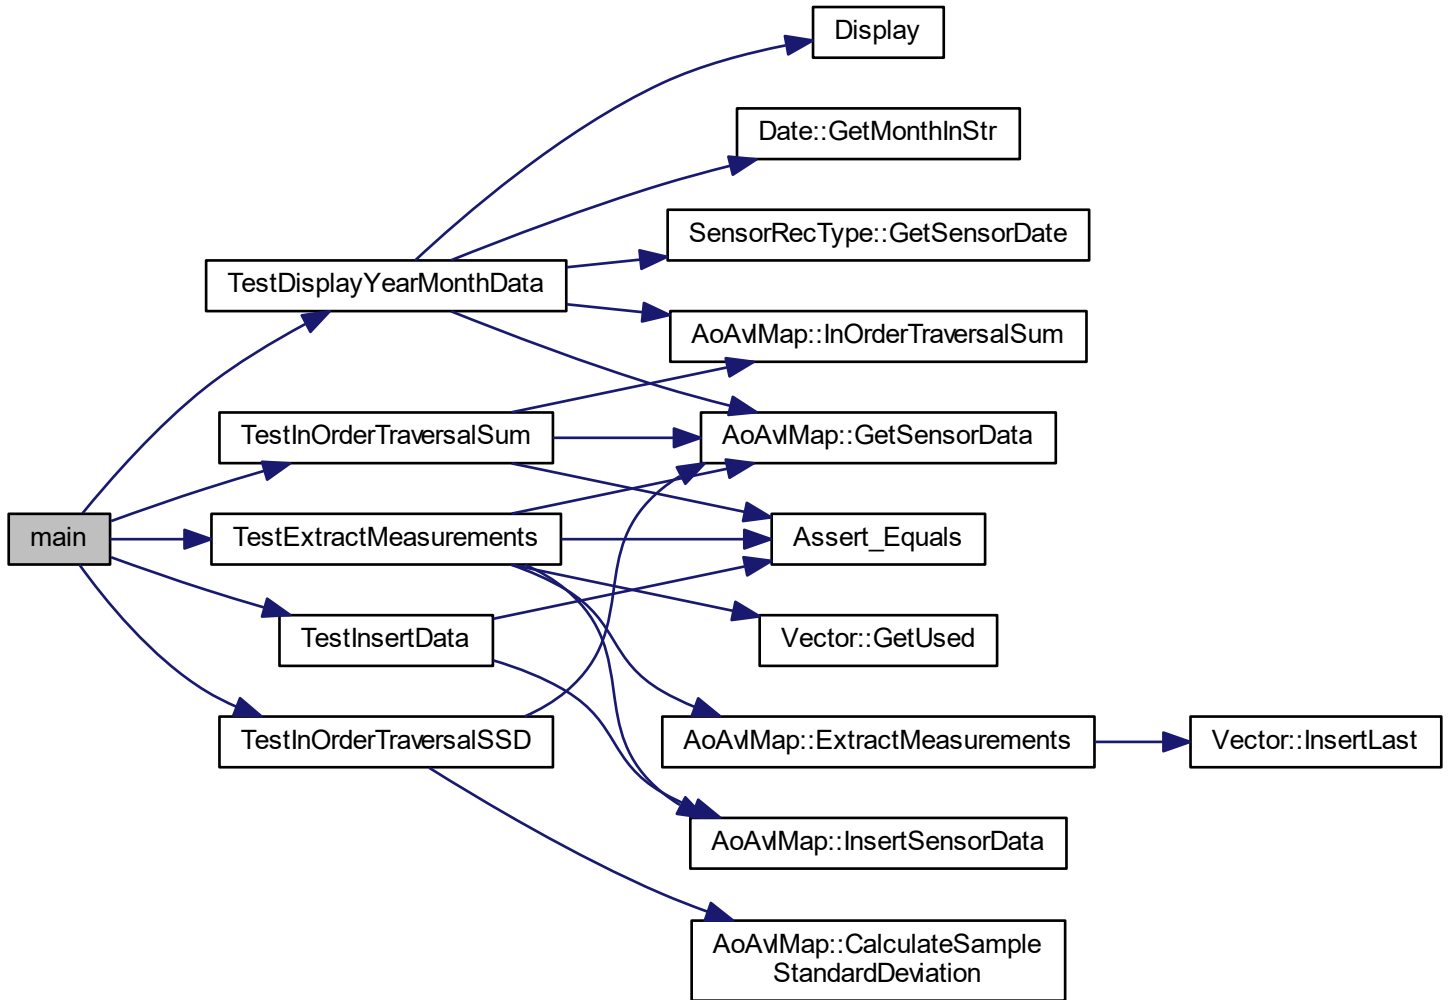 Display
Date::GetMonthInStr
SensorRecType::GetSensorDate
TestDisplayYearMonthData
AoAvlMap::InOrderTraversalSum
TestInOrderTraversalSum
AoAvlMap::GetSensorData
main
TestExtractMeasurements
Assert_Equals
TestInsertData
Vector::GetUsed
TestInOrderTraversalSSD
AoAvlMap::ExtractMeasurements
Vector::InsertLast
AoAvlMap::InsertSensorData
AoAvlMap::CalculateSample
StandardDeviation